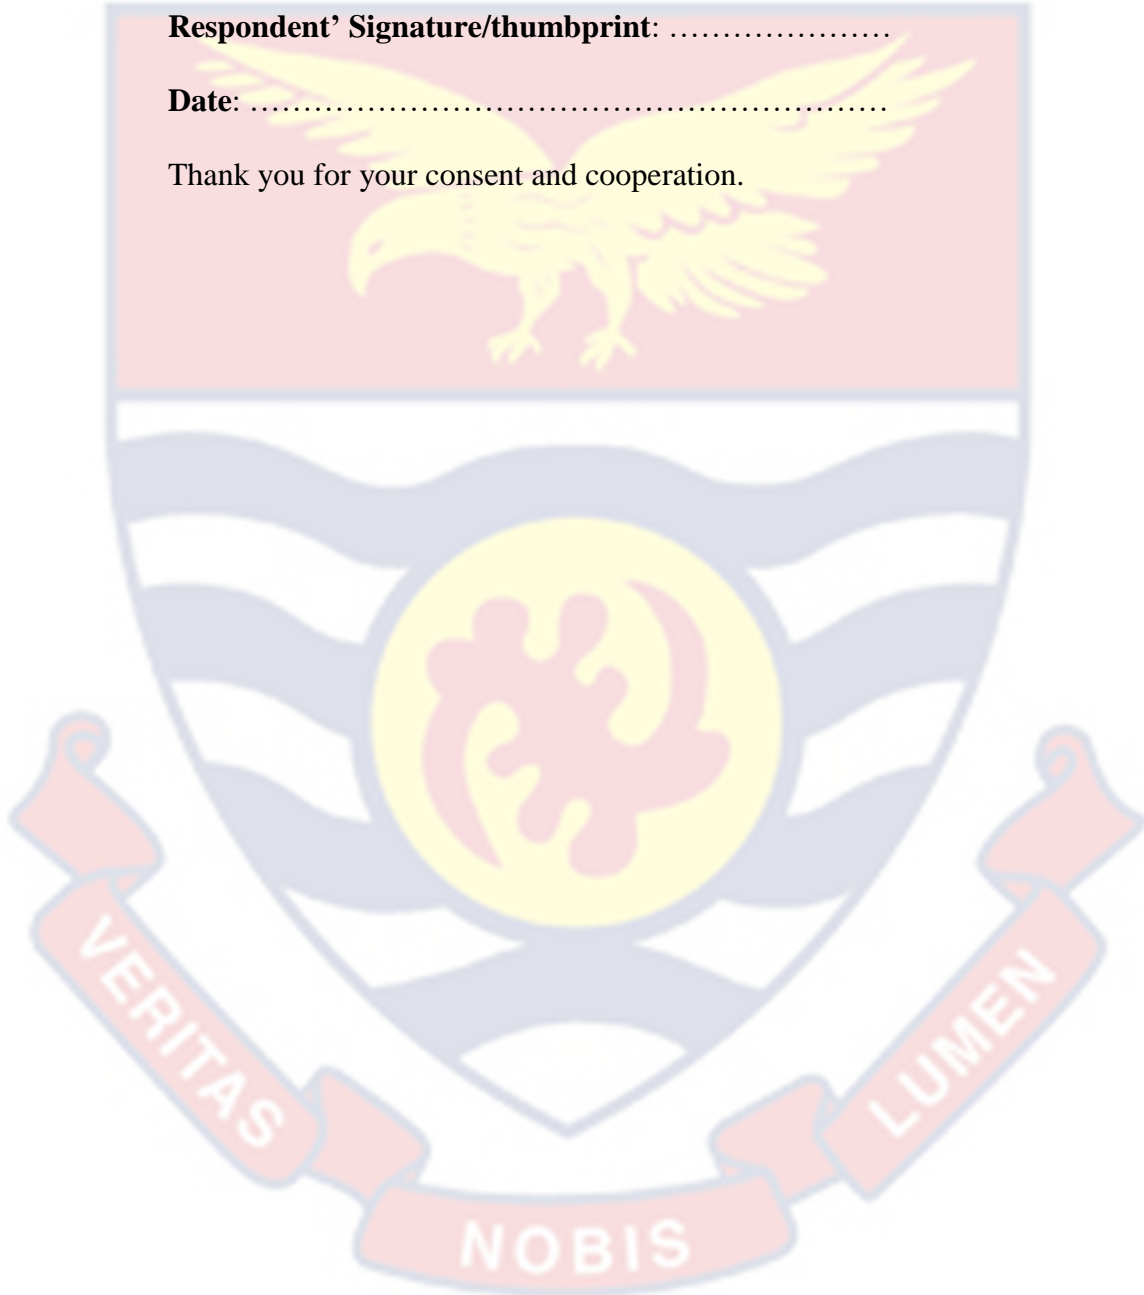 Respondent’ Signature/thumbprint: …………………
Date: ……………………………………………………
Thank you for your consent and cooperation.
VERITAS
NOBIS
LUMEN